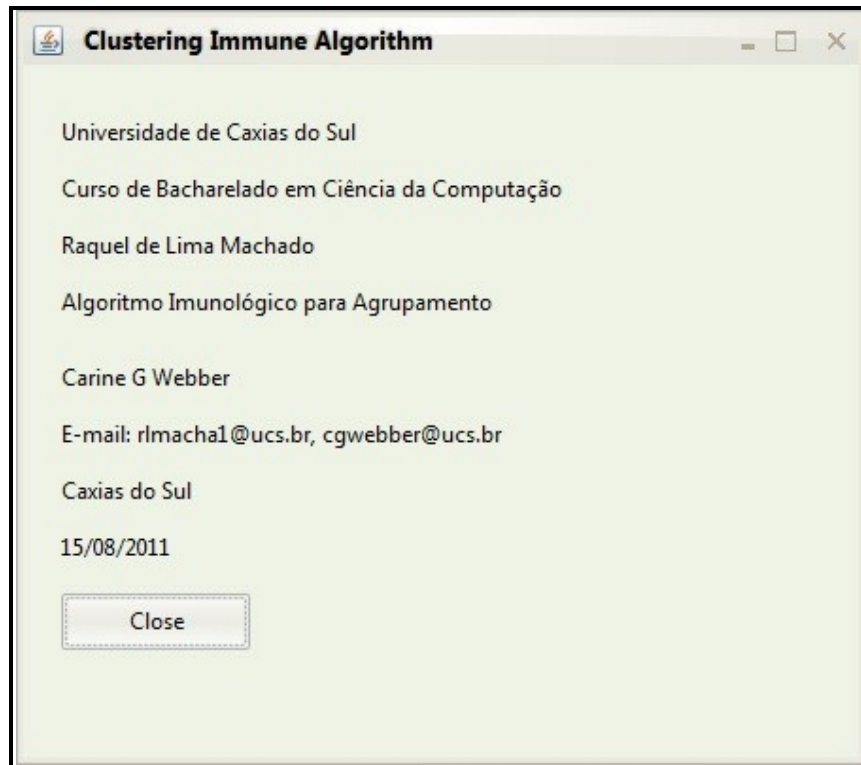 Clustering Immune Algorithm
Universidade de Caxias do Sul
Curso de Bacharelado em Ciência da Computação
Raquel de Lima Machado
Algoritmo Imunológico para Agrupamento
Carine G Webber
E-mail: rlmacha1@ucs.br, cgwebber@ucs.br
Caxias do Sul
15/08/2011
Close